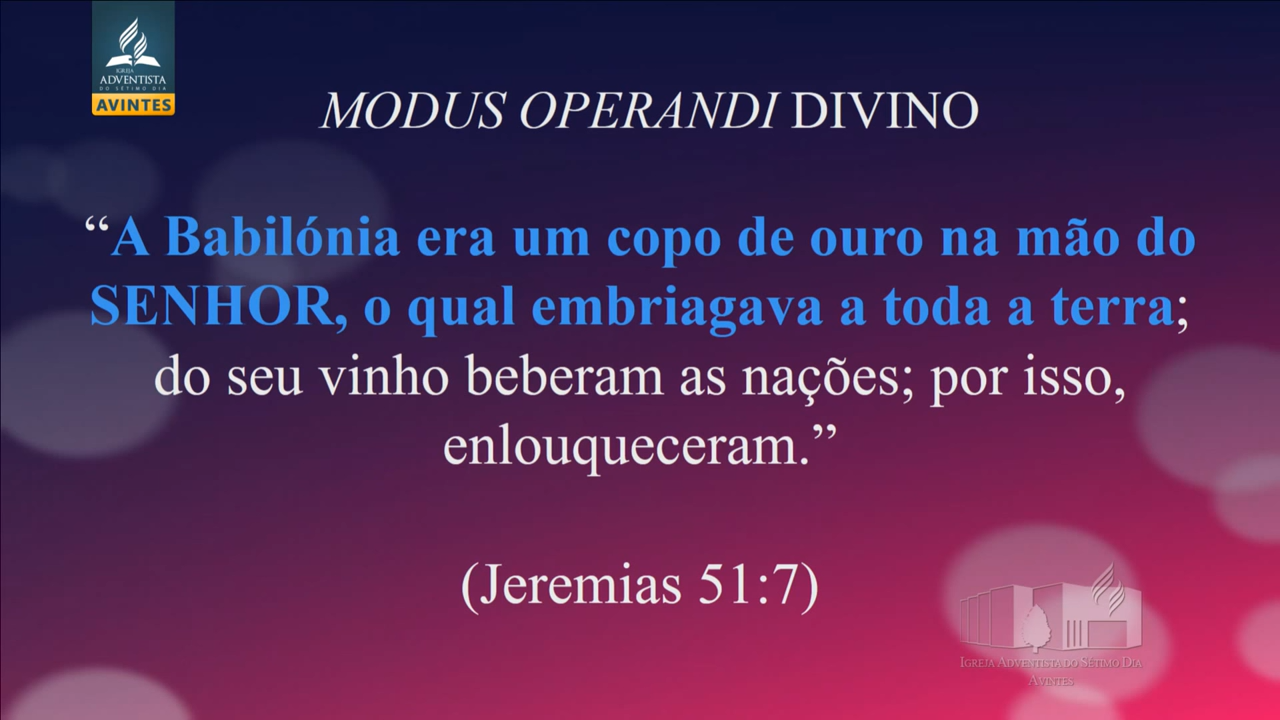 IGREJA
ADVENTISTA
DO SÉTIMO DIA
AVINTES
MODUS OPERANDI DIVINO
“A Babilónia era um copo de ouro na mão do
SENHOR, o qual embriagava a toda a terra;
do seu vinho beberam as nações; por isso,
enlouqueceram.”
(Jeremias 51:7)
IGREJA ADVENTISTA DO SÉTIMO DIA
AVINTES